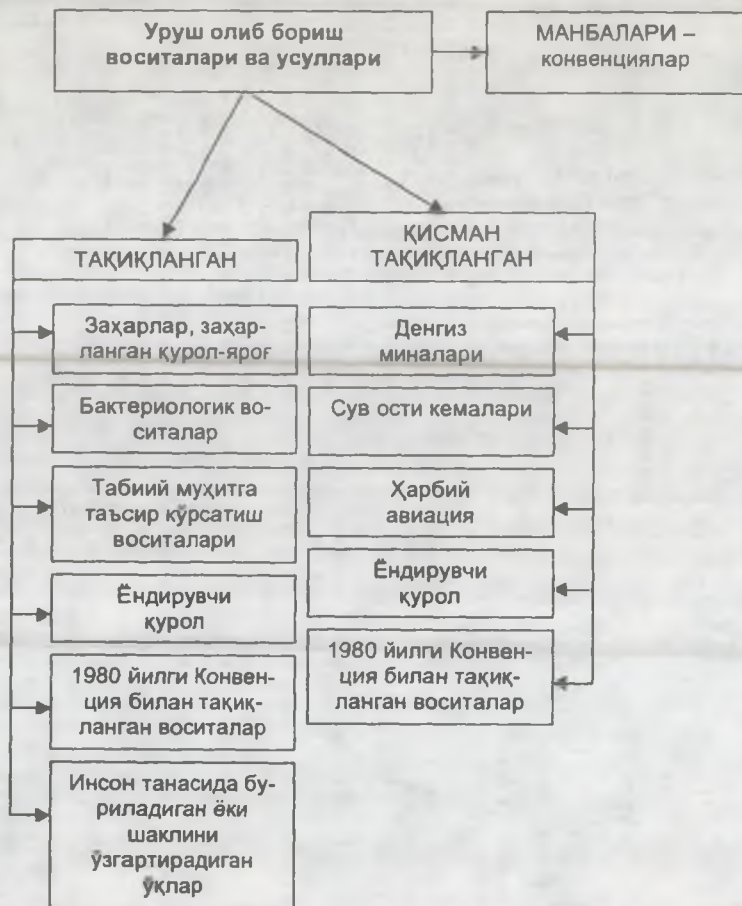 Уруш олиб бориш
воситалари ва усуллари
МАНБАЛАРИ –
конвенциялар
ТАҚИҚЛАНГАН
Заҳарлар, заҳар-
ланган қурол-яроғ
Бактериологик во-
ситалар
Табиий муҳитга
таъсир кўрсатиш
воситалари
Ёндирувчи
қурол
1980 йилги Конвен-
ция билан тақиқ-
ланган воситалар
Инсон танасида бу-
риладиган ёки
шаклини
ўзгартирадиган
ўқлар
ҚИСМАН
ТАҚИҚЛАНГАН
Денгиз
миналари
Сув ости кемалари
Ҳарбий
авиация
Ёндирувчи
қурол
1980 йилги Конвен-
ция билан тақиқ-
ланган воситалар